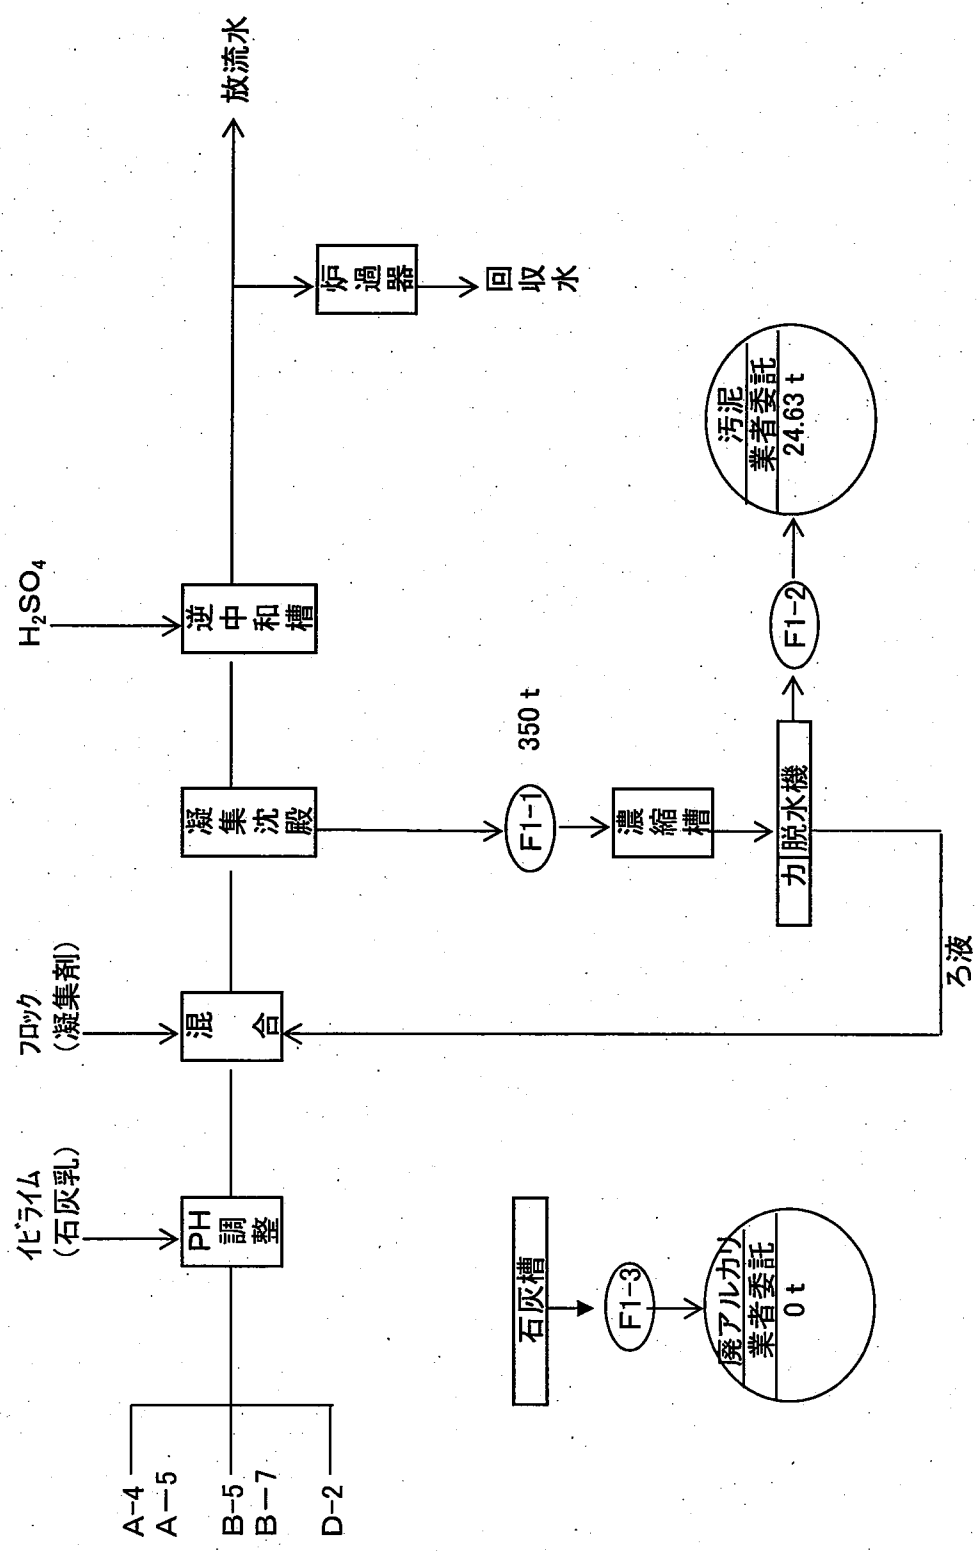 A-4
A-5
B-5
B-7
D-2
イビライム
(石灰乳)
PH
調
整
フロック
(凝集剤)
混 合
凝集沈殿
H₂SO₄
逆中和槽
放流水
炉過器
回収水
F1-1
350 t
濃縮槽
力 脱水機
F1-2
汚泥
業者委託
24.63 t
ろ液
石灰槽
F1-3
廃アルカリ
業者委託
0 t